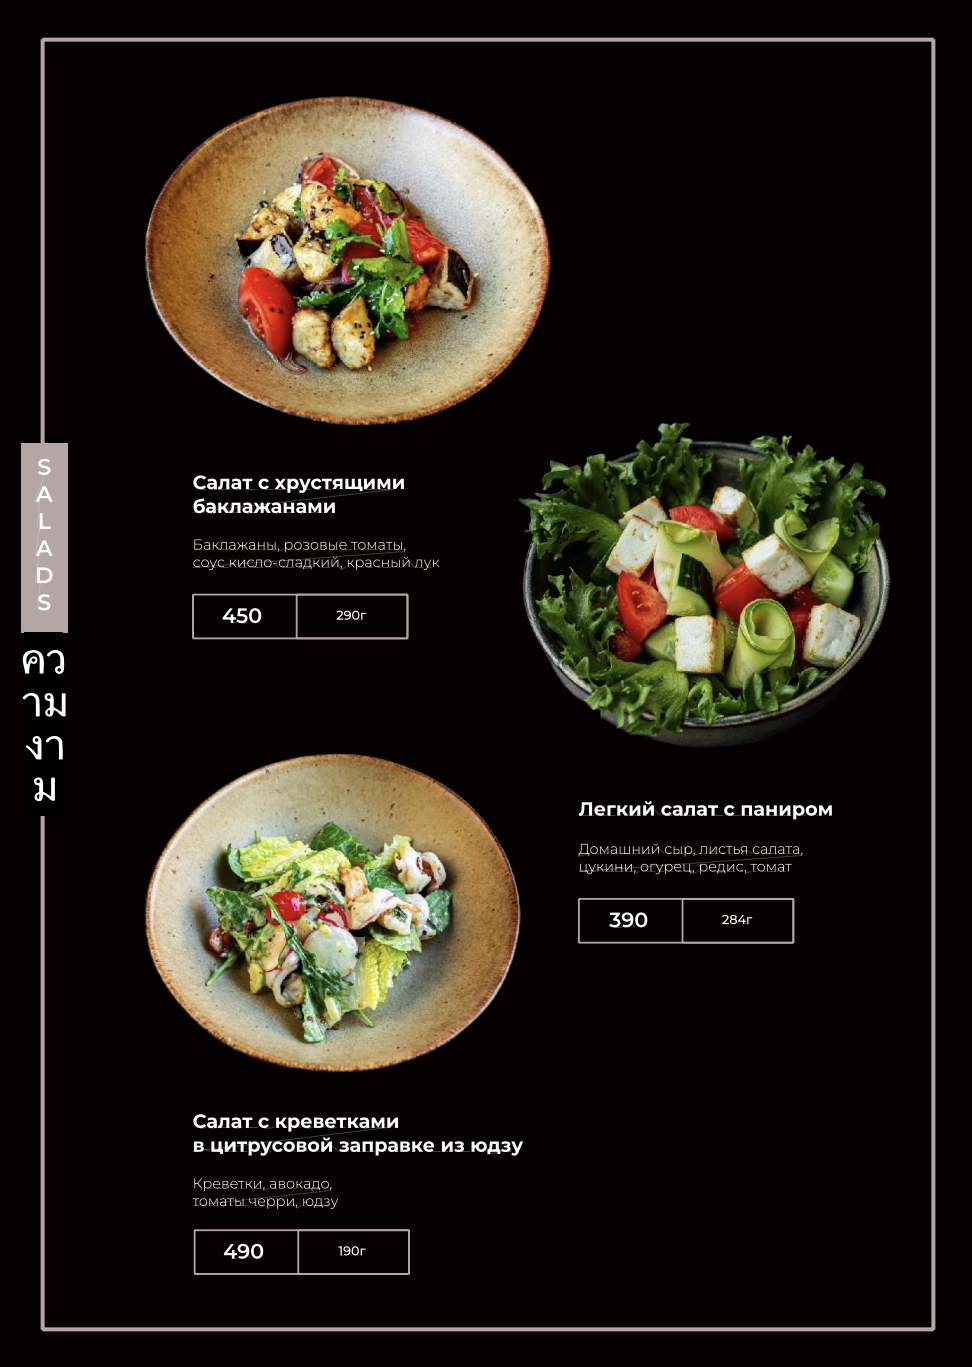 SALADS
คว
าม
งา
ม
Салат с хрустящими
баклажанами
Баклажаны, розовые томаты,
соус кисло-сладкий, красный лук
450
290г
Легкий салат с паниром
Домашний сыр, листья салата,
цукини, огурец, редис, томат
390
284г
Салат с креветками
в цитрусовой заправке из юдзу
Креветки, авокадо,
томаты черри, юдзу
490
190г